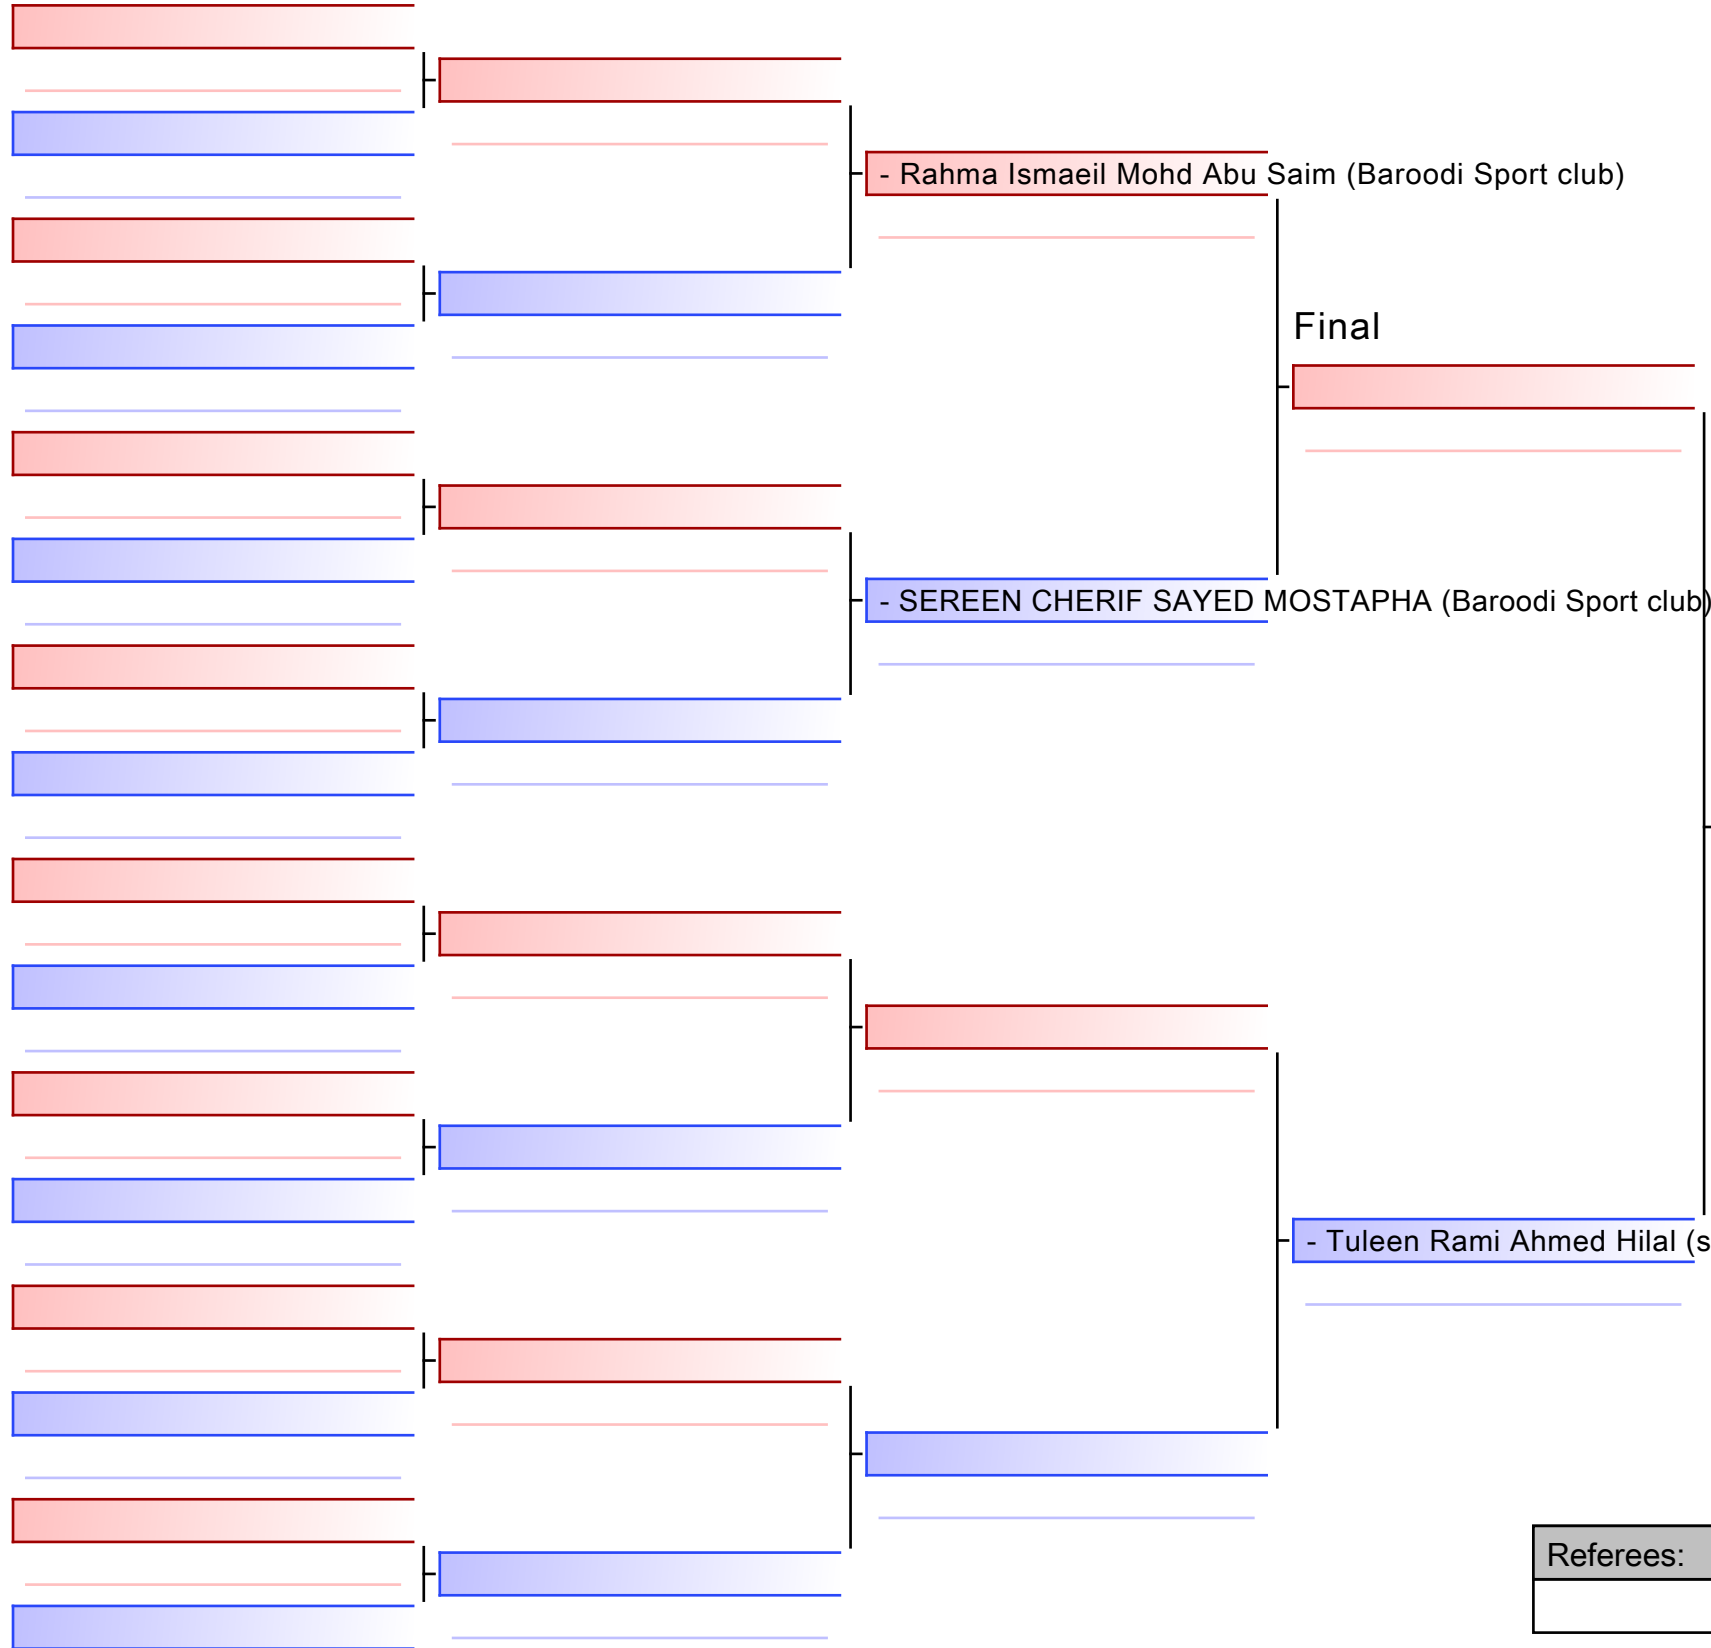 - Rahma Ismaeil Mohd Abu Saim (Baroodi Sport club)
Final
- SEREEN CHERIF SAYED MOSTAPHA (Baroodi Sport club)
- Tuleen Rami Ahmed Hilal (s
Referees: